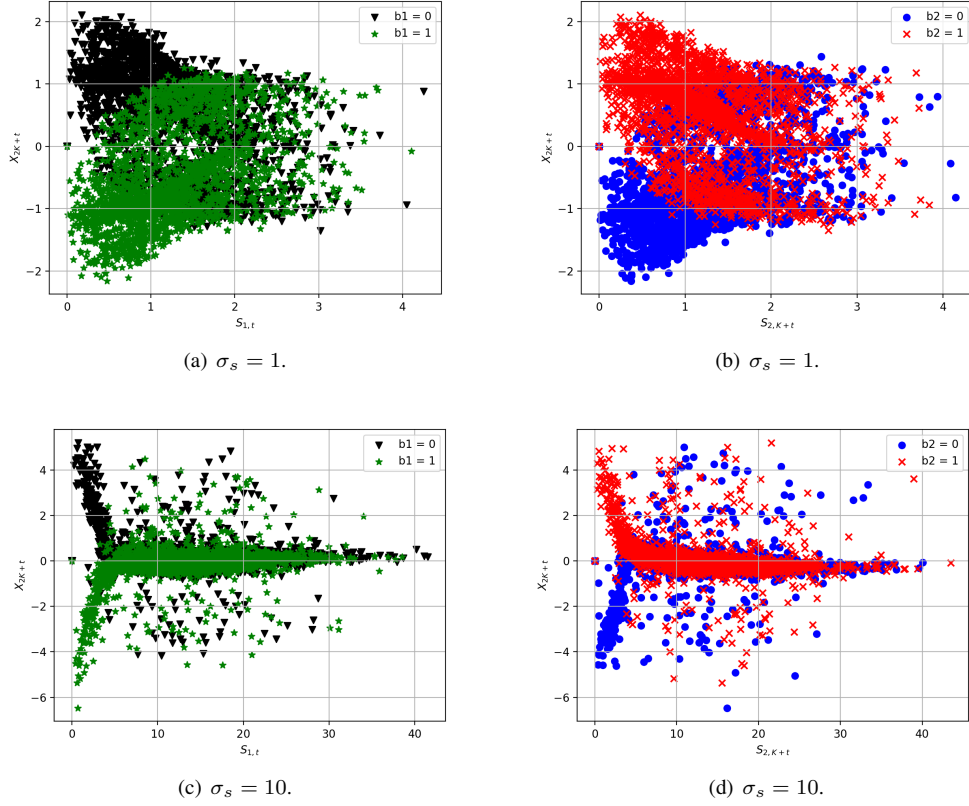 2
1
0
−1
−2
X_{2K+t}
0
1
2
3
4
S_{1,t}
b1 = 0
b1 = 1
(a) σ_s = 1.
2
1
0
−1
−2
X_{2K+t}
0
1
2
3
4
S_{2,K+t}
b2 = 0
b2 = 1
(b) σ_s = 1.
4
2
0
−2
−4
−6
X_{2K+t}
0
10
20
30
40
S_{1,t}
b1 = 0
b1 = 1
(c) σ_s = 10.
4
2
0
−2
−4
−6
X_{2K+t}
0
10
20
30
40
S_{2,K+t}
b2 = 0
b2 = 1
(d) σ_s = 10.